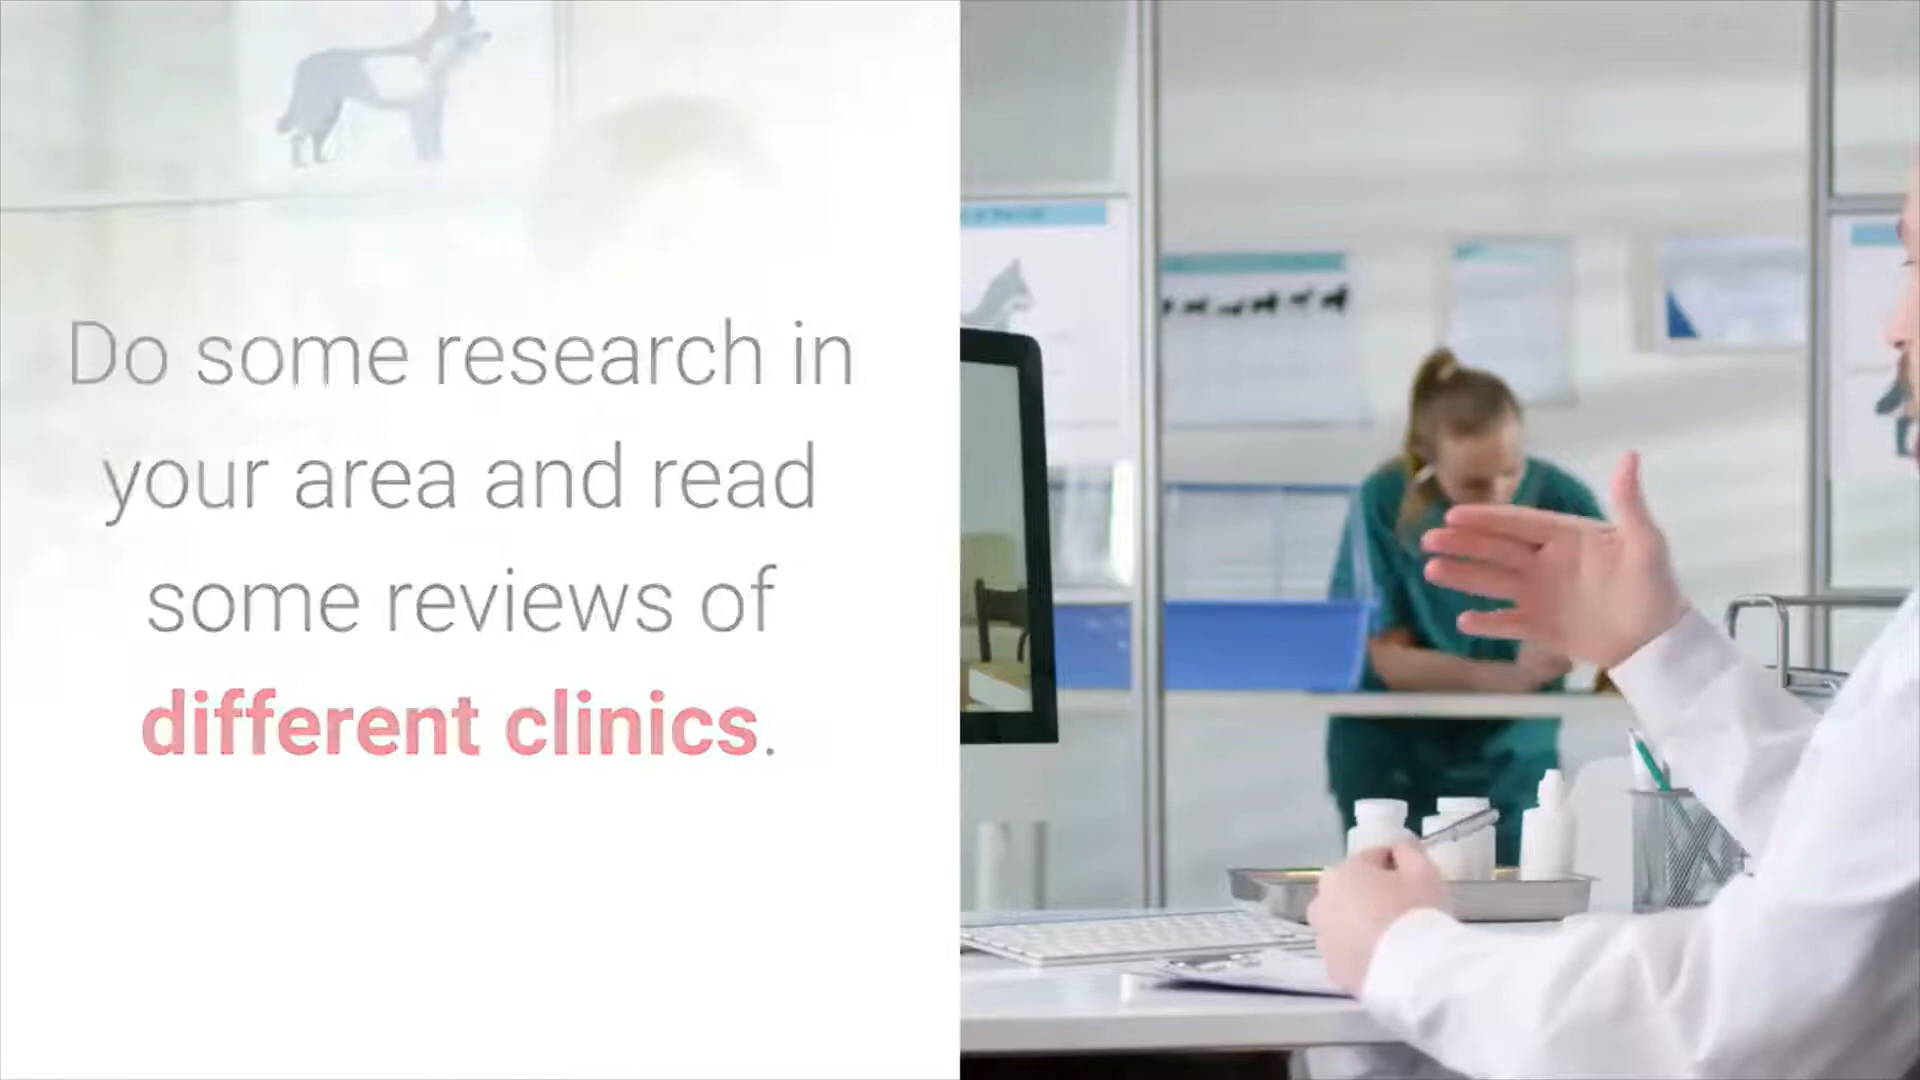 Do some research in
your area and read
some reviews of
different clinics.